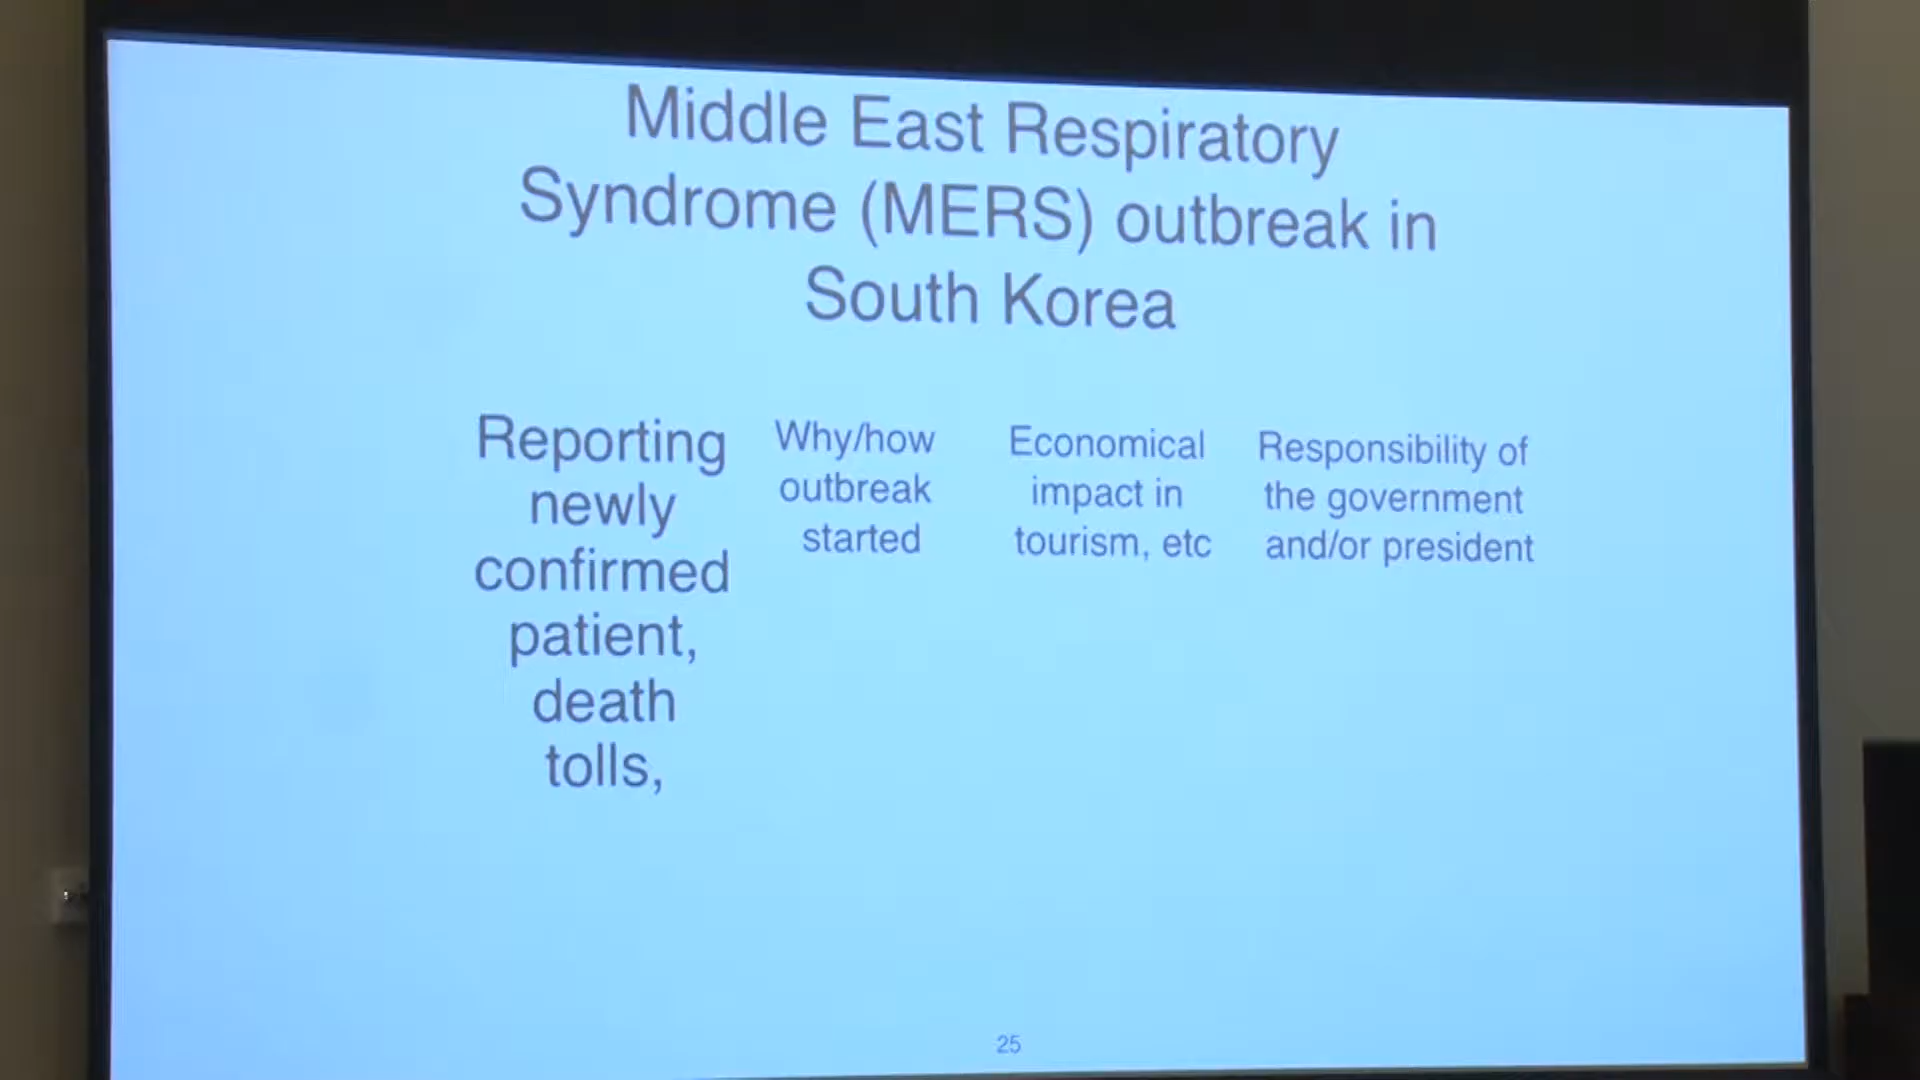 Middle East Respiratory
Syndrome (MERS) outbreak in
South Korea
Reporting
newly
confirmed
patient,
death
tolls,
Why/how
outbreak
started
Economical
impact in
tourism, etc
Responsibility of
the government
and/or president
25